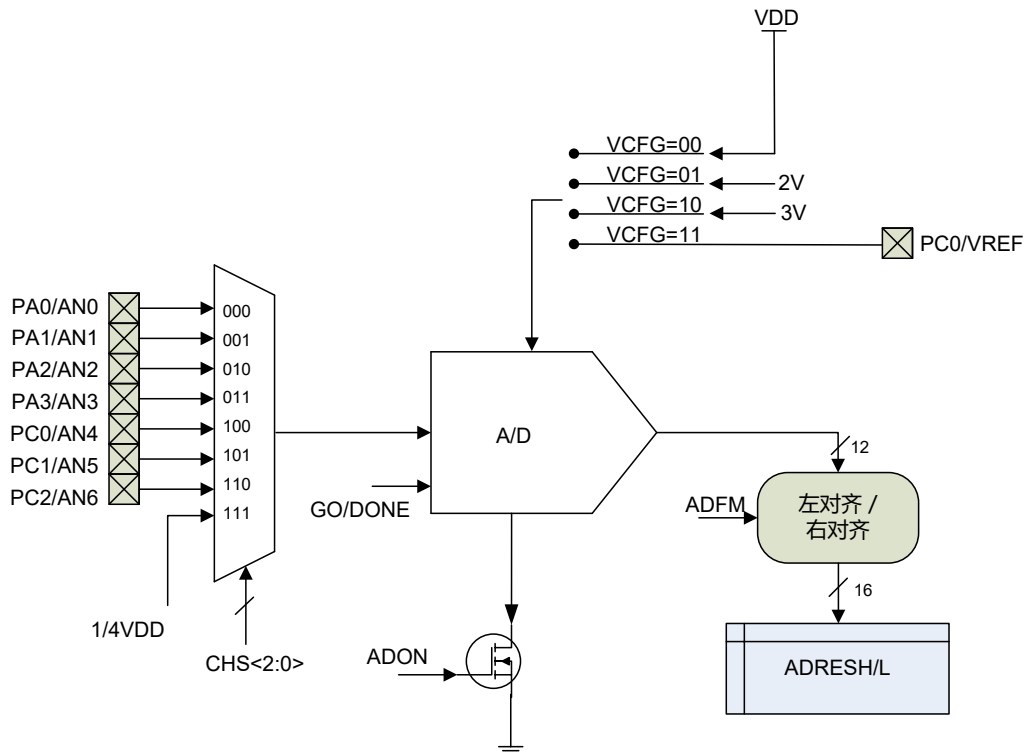 VDD
VCFG=00
VCFG=01
2V
VCFG=10
3V
VCFG=11
PC0/VREF
PA0/AN0
000
PA1/AN1
001
PA2/AN2
010
PA3/AN3
011
PC0/AN4
100
PC1/AN5
101
PC2/AN6
110
111
A/D
12
GO/DONE
ADFM
左对齐 /
右对齐
16
1/4VDD
CHS<2:0>
ADON
ADRESH/L